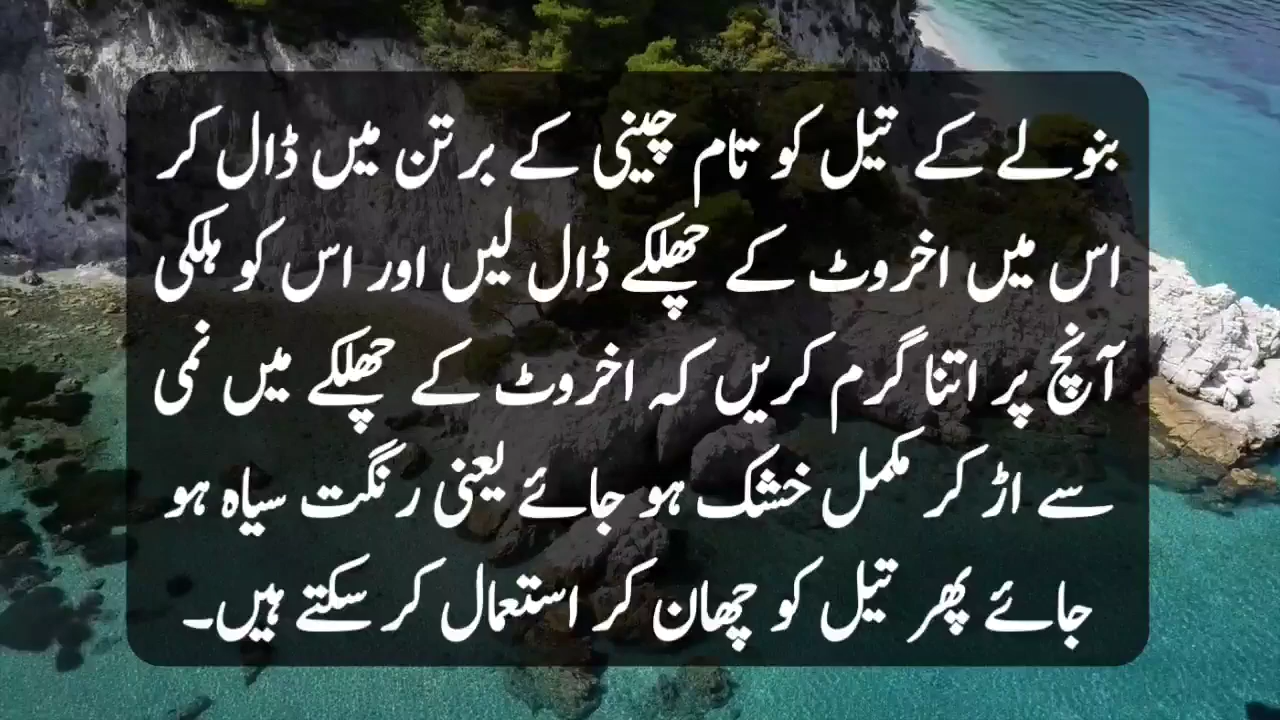 بنولے کے تیل کو تام چینی کے برتن میں ڈال کر
اس میں اخروٹ کے چھلکے ڈال لیں اور اس کو ہلکی
آنچ پر اتنا گرم کریں کہ اخروٹ کے چھلکے میں نمی
سے اڑ کر مکمل خشک ہو جائے یعنی رنگت سیاہ ہو
جائے پھر تیل کو چھان کر استعمال کر سکتے ہیں۔